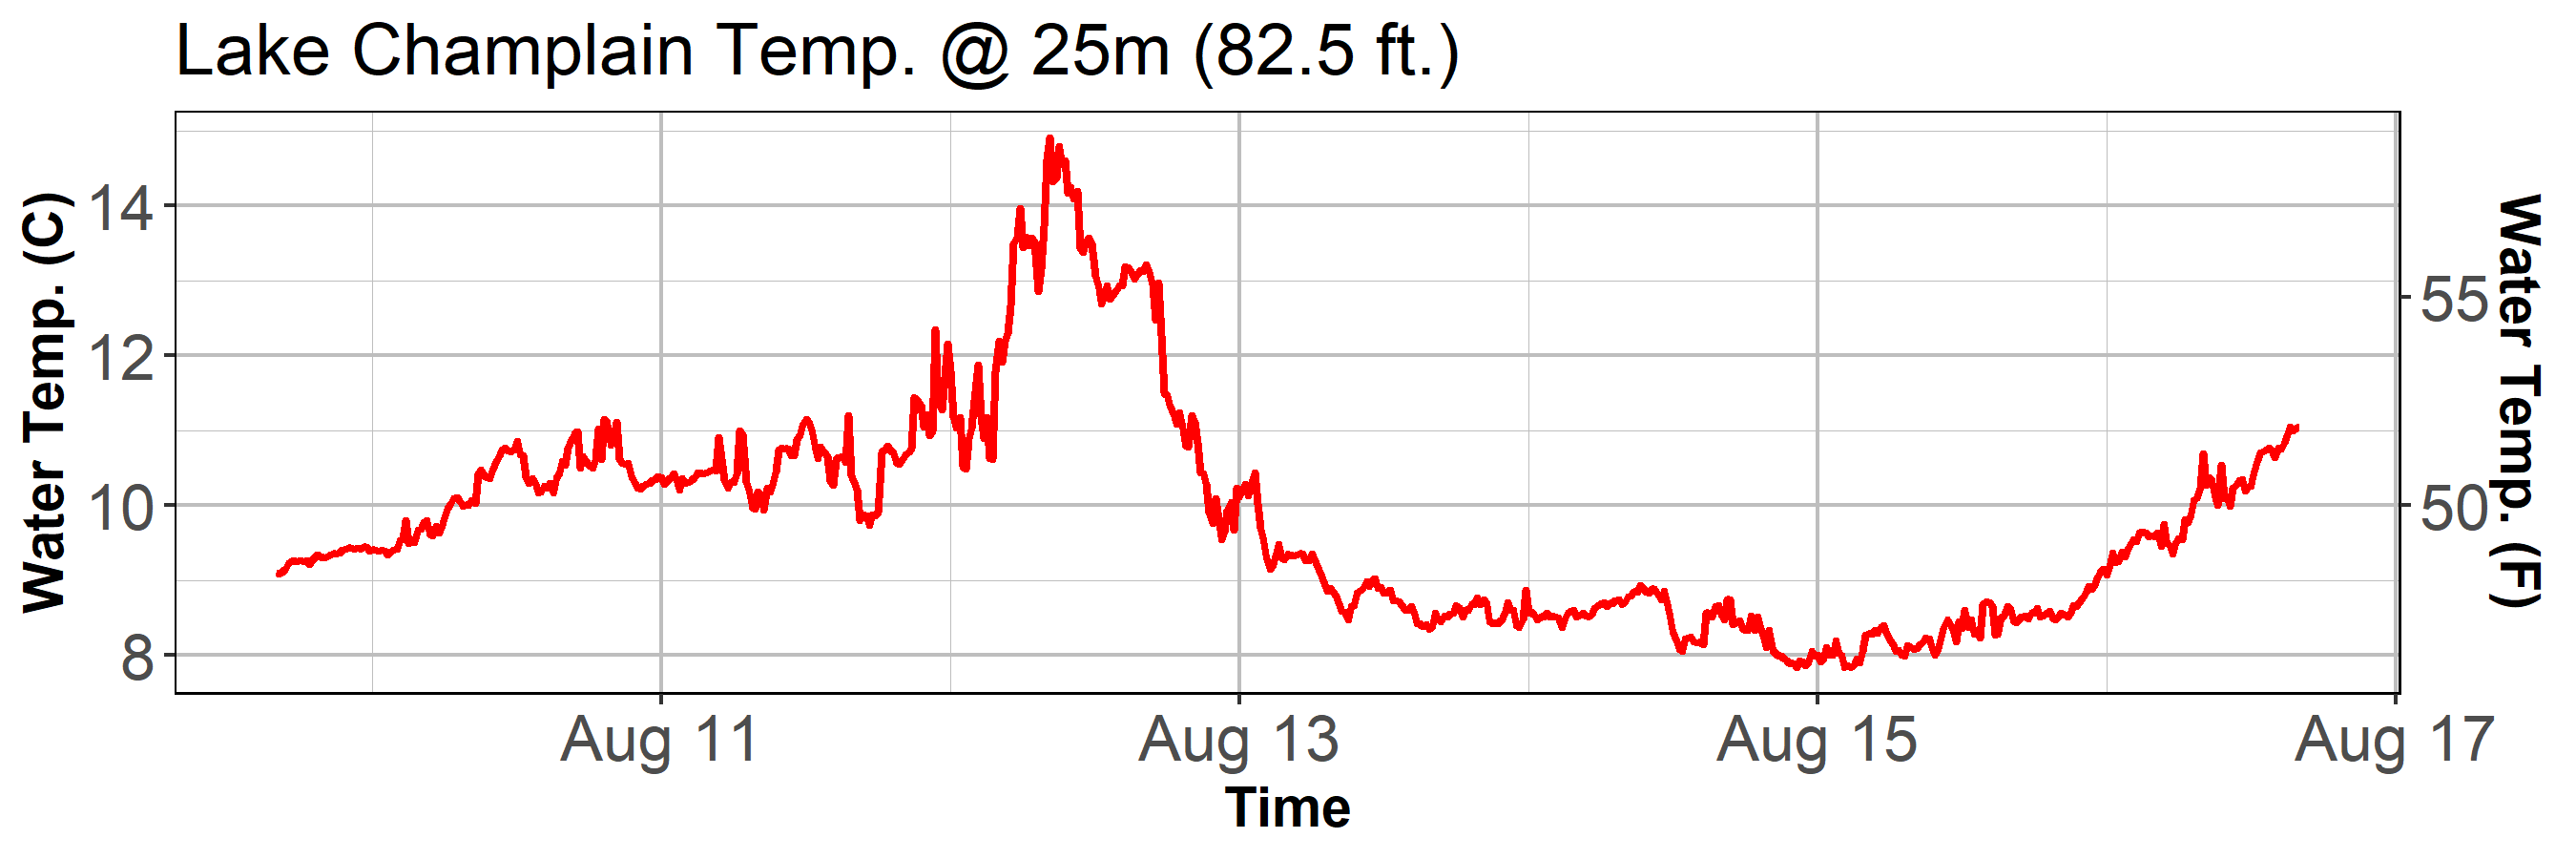 Lake Champlain Temp. @ 25m (82.5 ft.)
Water Temp. (C)
14
12
10
8
55
50
Water Temp. (F)
Aug 11 Aug 13 Aug 15 Aug 17
Time